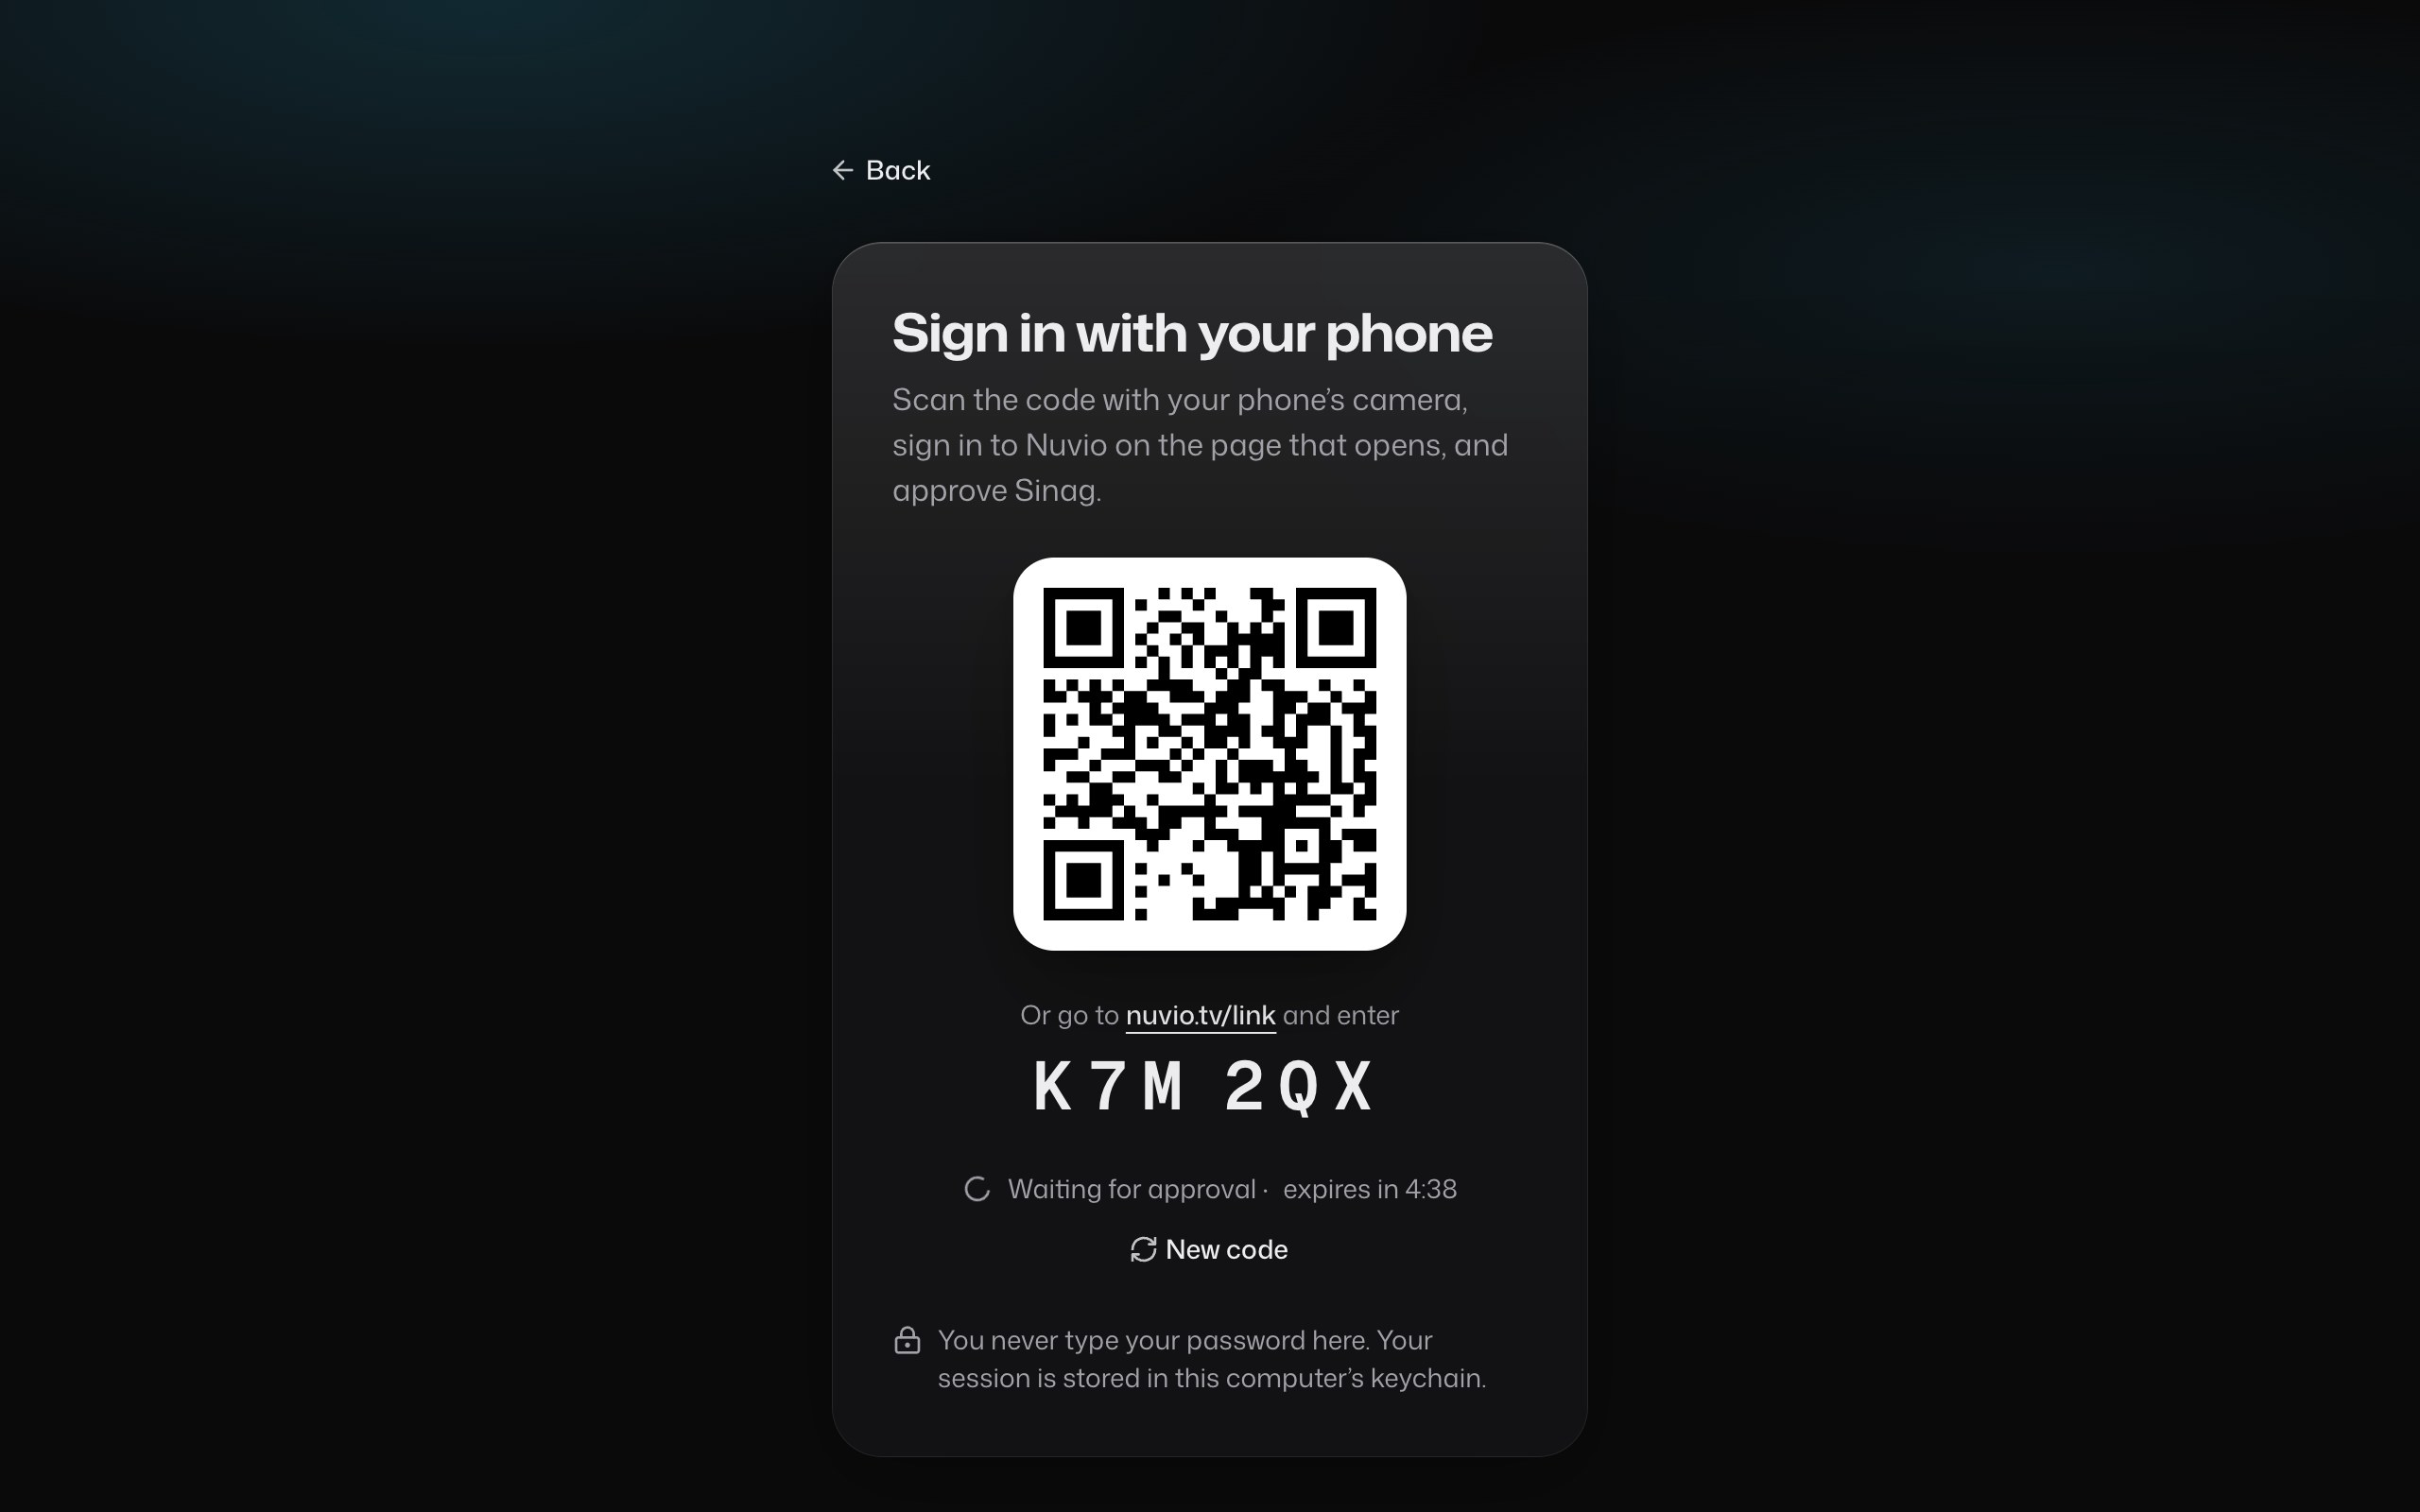 Back
Sign in with your phone
Scan the code with your phone’s camera,
sign in to Nuvio on the page that opens, and
approve Sinag.
Or go to nuvio.tv/link and enter
K7M 2QX
Waiting for approval · expires in 4:38
New code
You never type your password here. Your
session is stored in this computer’s keychain.